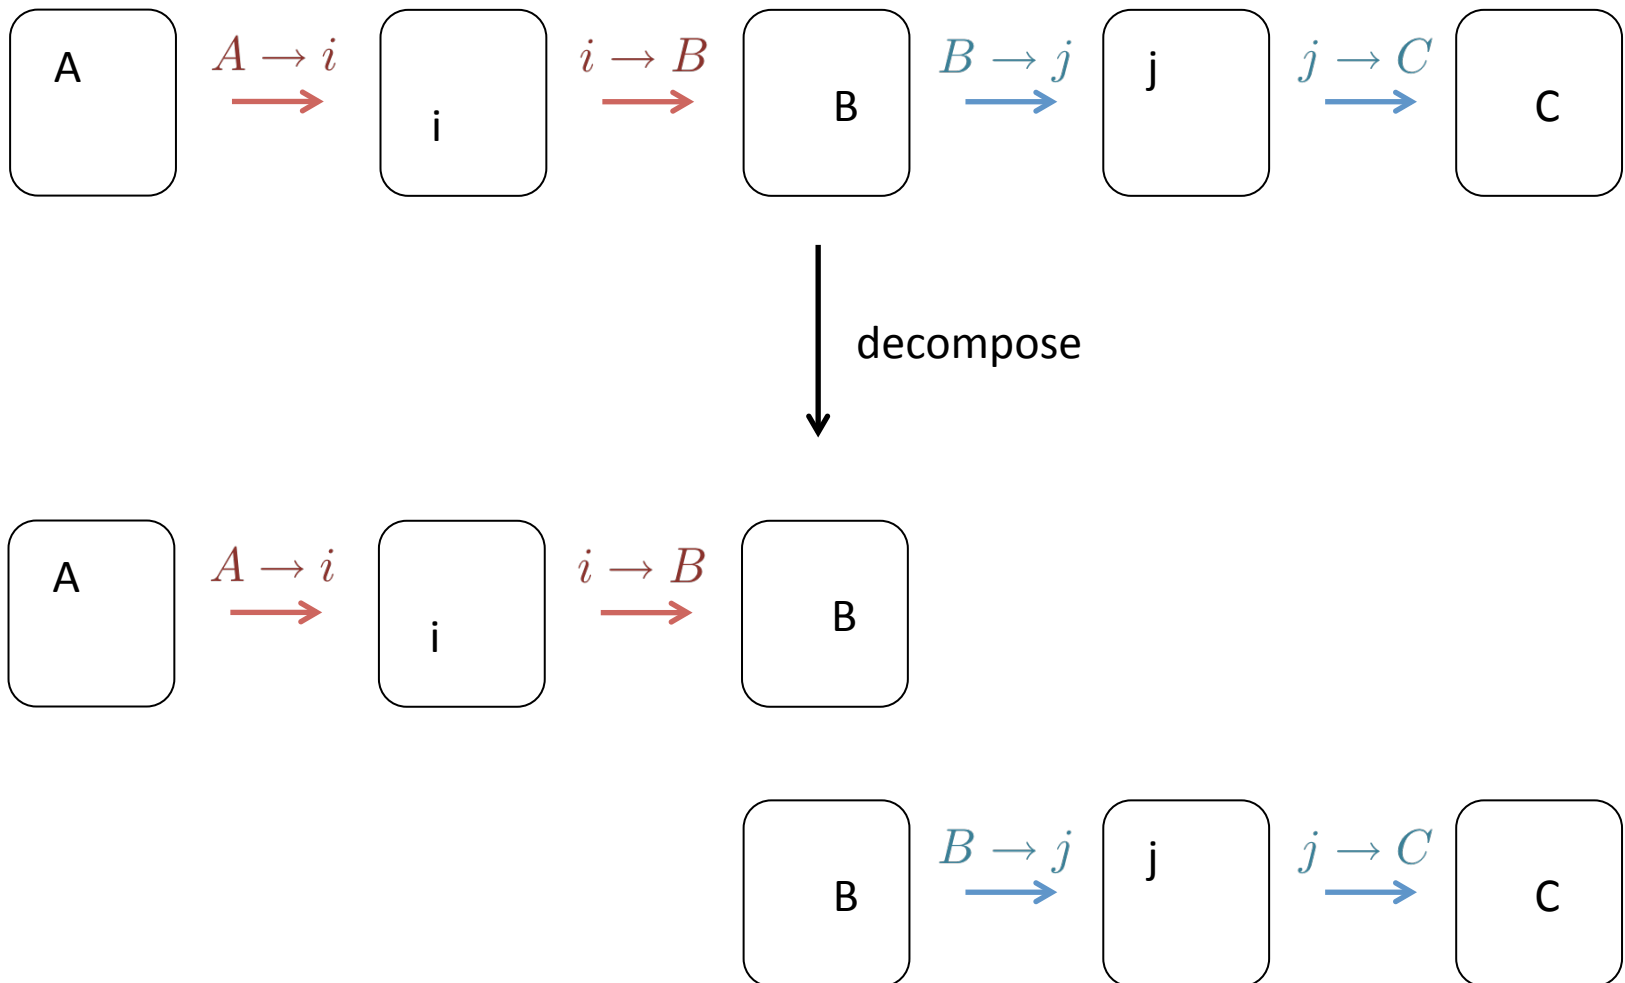 A A → i i i → B B B → j j j → C C
decompose
A A → i i i → B B
B B → j j j → C C